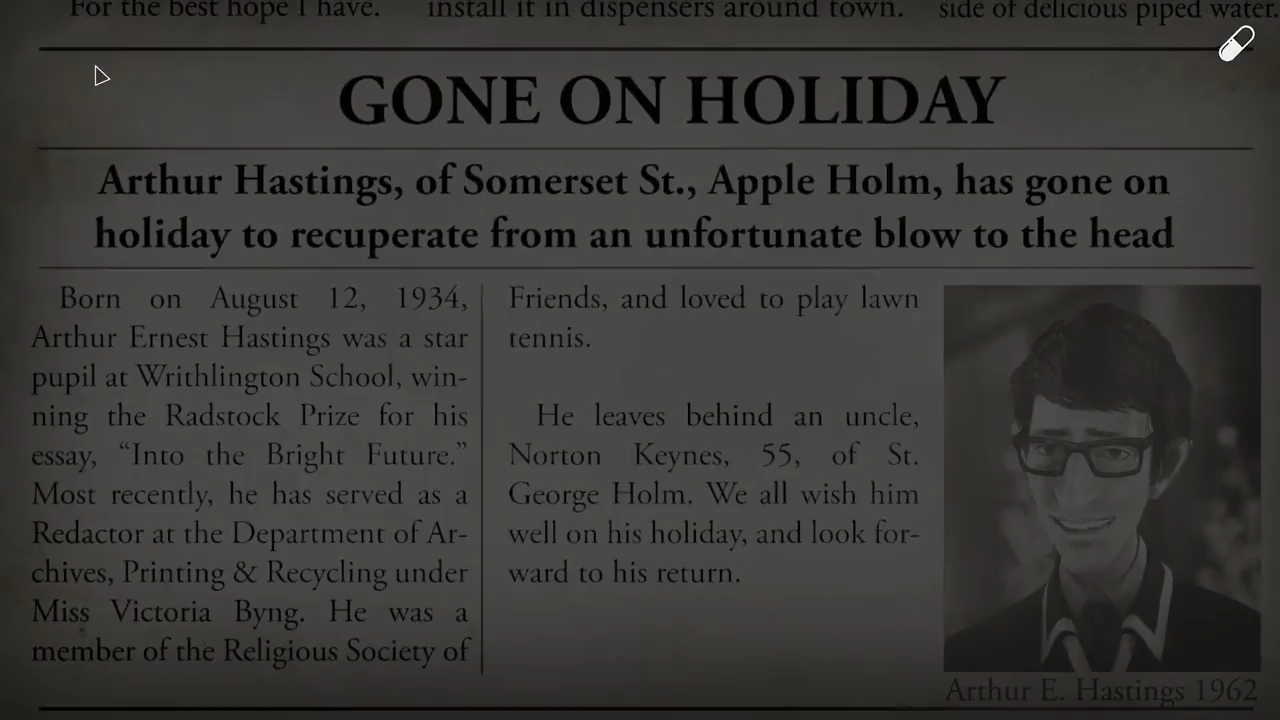 For the best hope I have.
install it in dispensers around town.
side of delicious piped water.
GONE ON HOLIDAY
Arthur Hastings, of Somerset St., Apple Holm, has gone on
holiday to recuperate from an unfortunate blow to the head
Born on August 12, 1934,
Arthur Ernest Hastings was a star
pupil at Writhlington School, win-
ning the Radstock Prize for his
essay, “Into the Bright Future.”
Most recently, he has served as a
Redactor at the Department of Ar-
chives, Printing & Recycling under
Miss Victoria Byng. He was a
member of the Religious Society of
Friends, and loved to play lawn
tennis.
He leaves behind an uncle,
Norton Keynes, 55, of St.
George Holm. We all wish him
well on his holiday, and look for-
ward to his return.
Arthur E. Hastings 1962